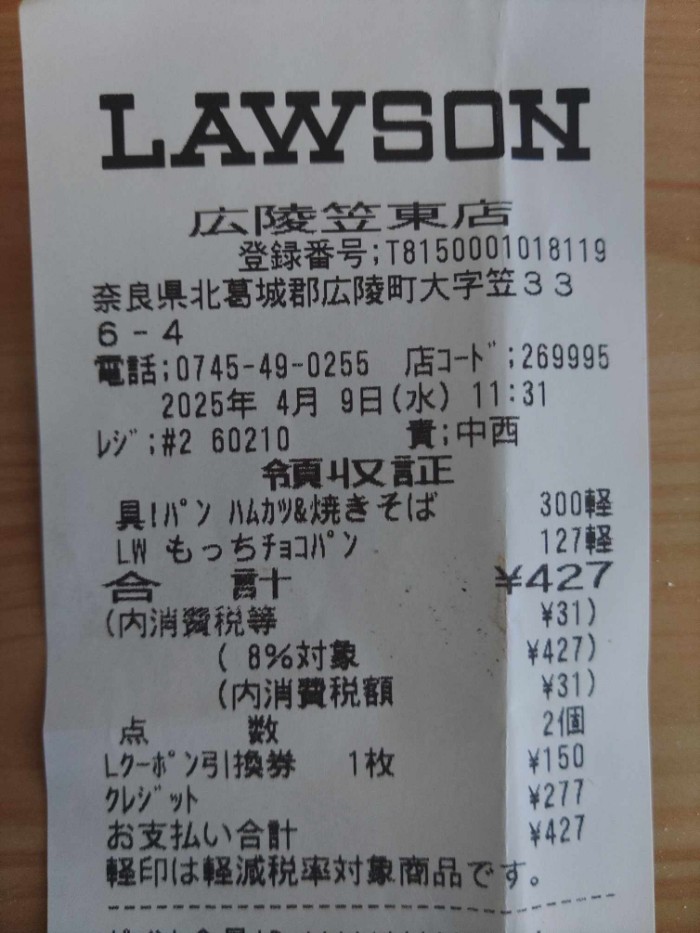 LAWSON
広陵笠東店
登録番号;T8150001018119
奈良県北葛城郡広陵町大字笠33
6-4
電話;0745-49-0255 店コード;269995
2025年 4月 9日(水) 11:31
レジ;#2 60210 責;中西
領収証
具!パン ハムカツ&焼きそば 300軽
LW もっちチョコパン 127軽
合 計 ¥427
(内消費税等 ¥31)
( 8%対象 ¥427)
(内消費税額 ¥31)
点 数 2個
Lクーポン引換券 1枚 ¥150
クレジット ¥277
お支払い合計 ¥427
軽印は軽減税率対象商品です。